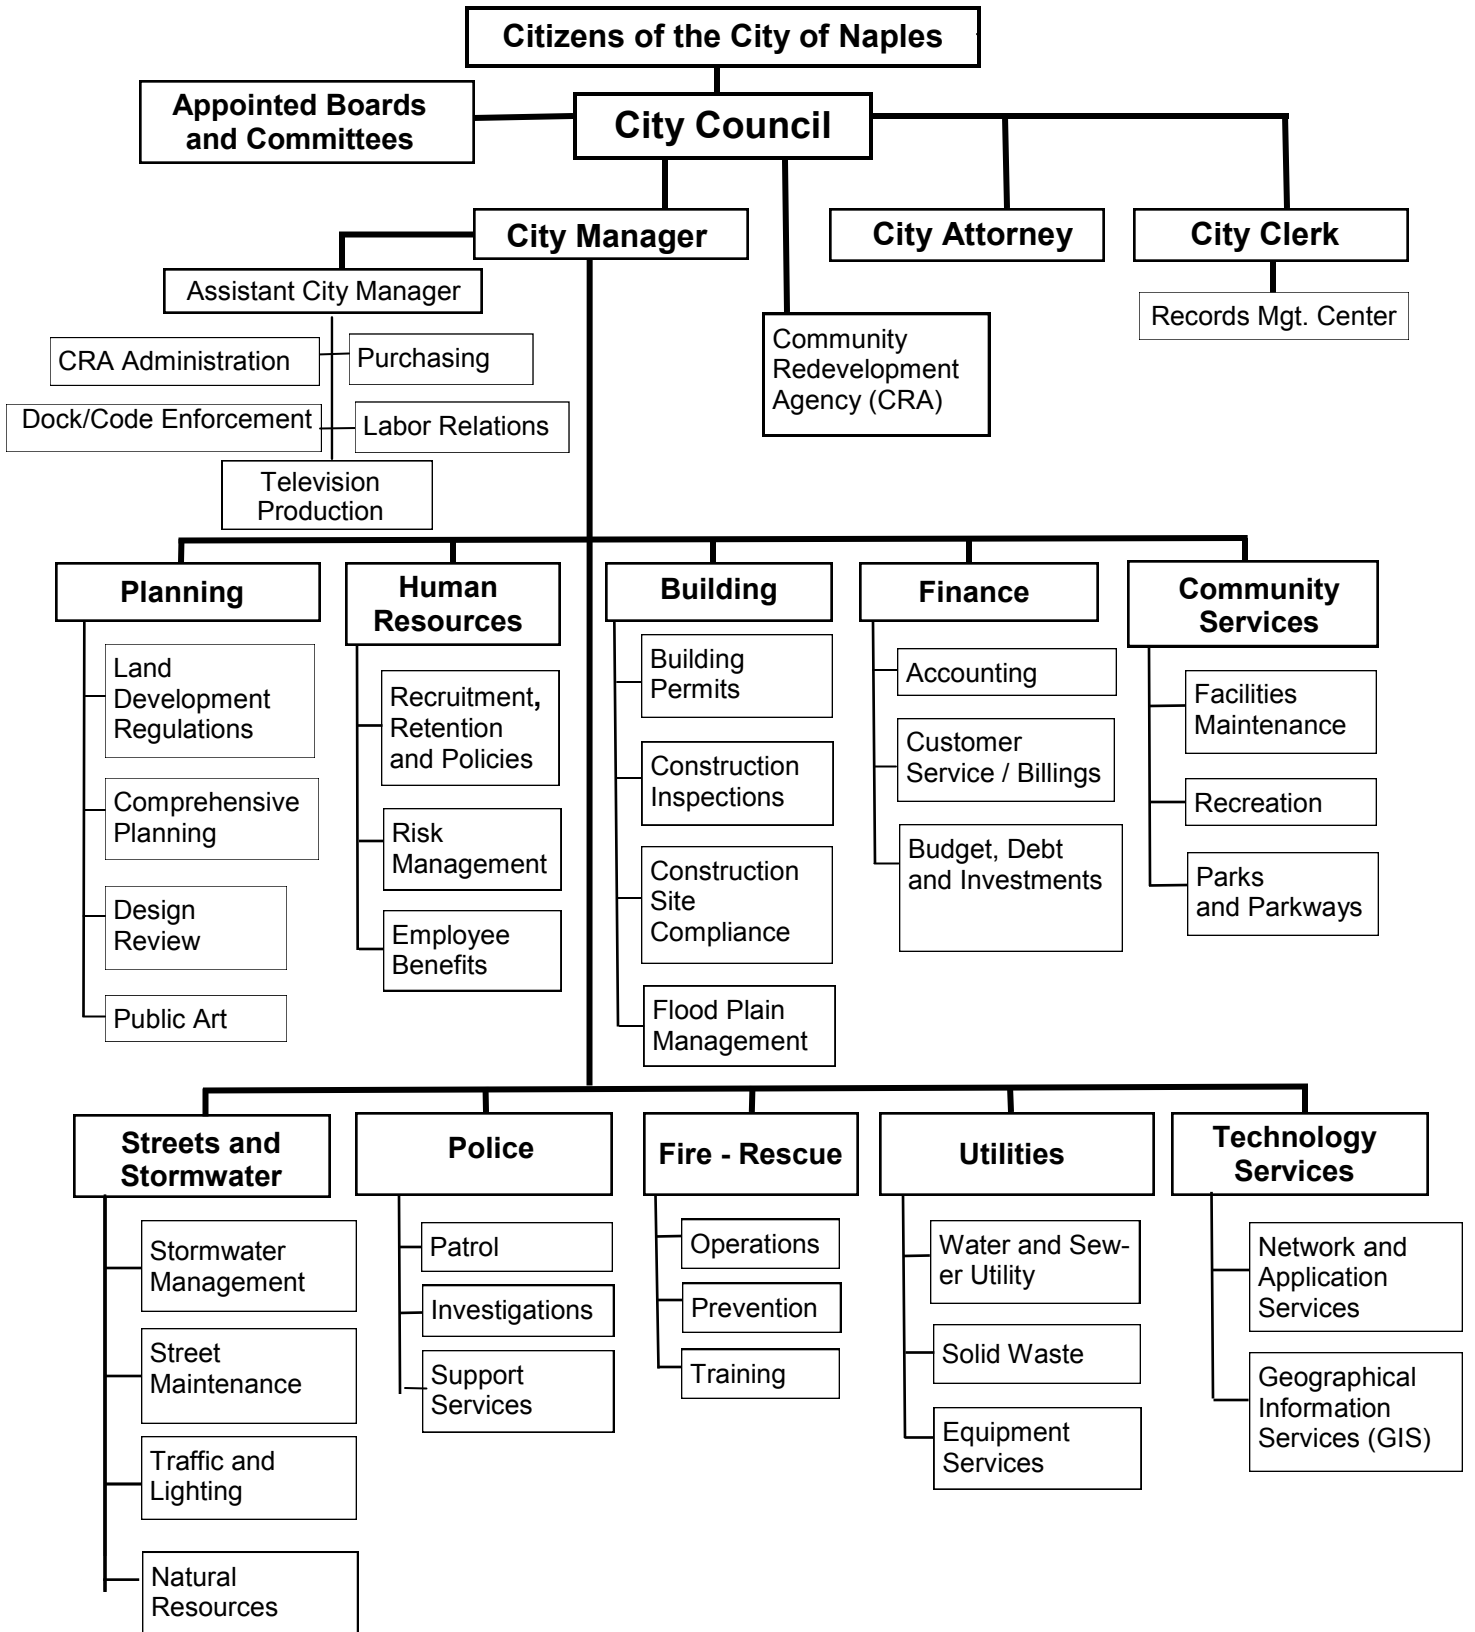 Citizens of the City of Naples
Appointed Boards
and Committees
City Council
City Manager
City Attorney
City Clerk
Assistant City Manager
Records Mgt. Center
Community
Redevelopment
Agency (CRA)
CRA Administration
Purchasing
Dock/Code Enforcement
Labor Relations
Television
Production
Planning
Land
Development
Regulations
Comprehensive
Planning
Design
Review
Public Art
Human
Resources
Recruitment,
Retention
and Policies
Risk
Management
Employee
Benefits
Building
Building
Permits
Construction
Inspections
Construction
Site
Compliance
Flood Plain
Management
Finance
Accounting
Customer
Service / Billings
Budget, Debt
and Investments
Community
Services
Facilities
Maintenance
Recreation
Parks
and Parkways
Streets and
Stormwater
Stormwater
Management
Street
Maintenance
Traffic and
Lighting
Natural
Resources
Police
Patrol
Investigations
Support
Services
Fire - Rescue
Operations
Prevention
Training
Utilities
Water and Sew-
er Utility
Solid Waste
Equipment
Services
Technology
Services
Network and
Application
Services
Geographical
Information
Services (GIS)